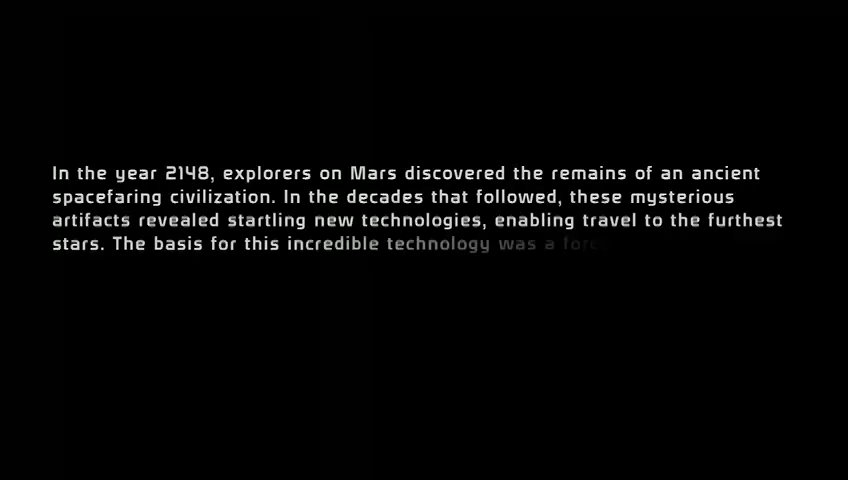 In the year 2148, explorers on Mars discovered the remains of an ancient
spacefaring civilization. In the decades that followed, these mysterious
artifacts revealed startling new technologies, enabling travel to the furthest
stars. The basis for this incredible technology was a